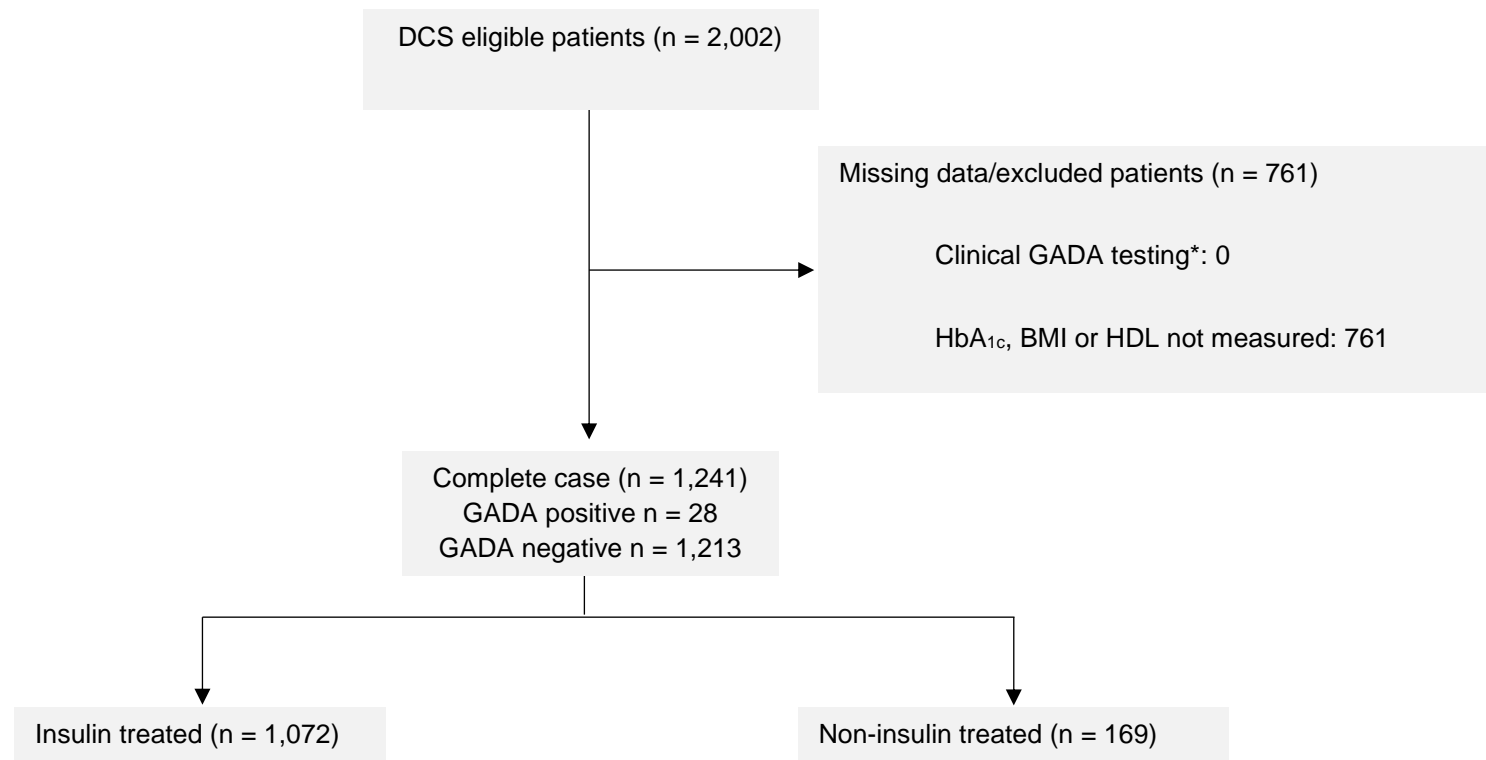 DCS eligible patients (n = 2,002)
Missing data/excluded patients (n = 761)
Clinical GADA testing*: 0
HbA1c, BMI or HDL not measured: 761
Complete case (n = 1,241)
GADA positive n = 28
GADA negative n = 1,213
Insulin treated (n = 1,072)
Non-insulin treated (n = 169)